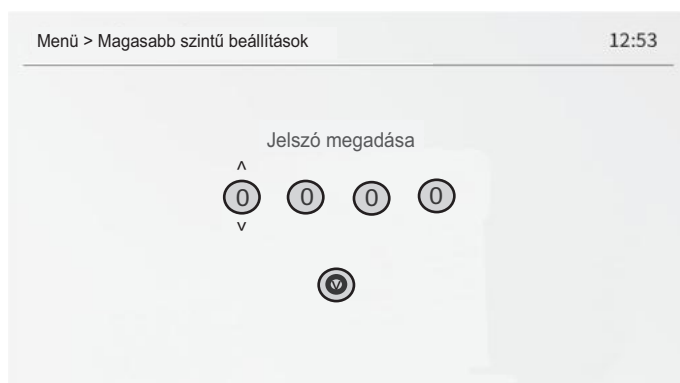 Menü > Magasabb szintű beállítások 12:53
Jelszó megadása
^
0 0 0 0
v